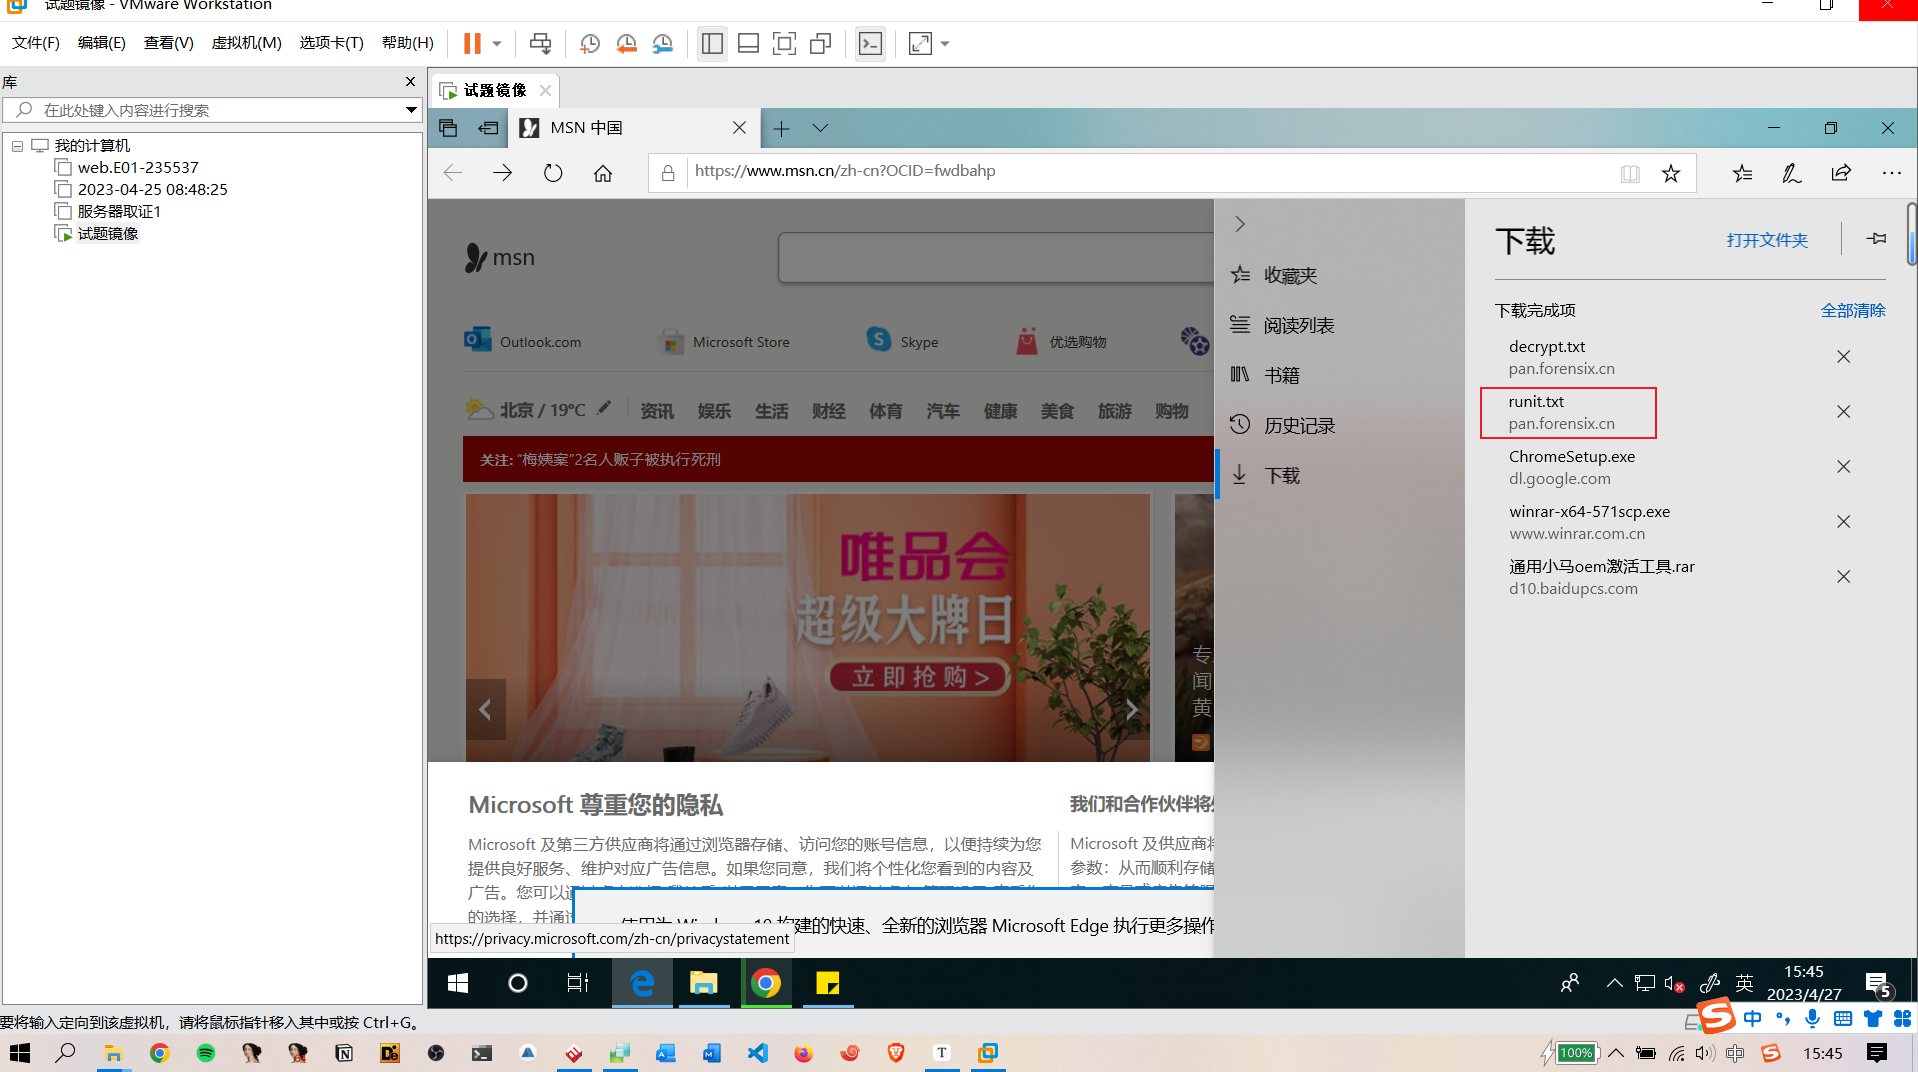 试题镜像 - VMware Workstation
文件(F) 编辑(E) 查看(V) 虚拟机(M) 选项卡(T) 帮助(H)
库
在此处键入内容进行搜索
我的计算机
web.E01-235537
2023-04-25 08:48:25
服务器取证1
试题镜像
试题镜像
MSN 中国
https://www.msn.cn/zh-cn?OCID=fwdbahp
msn
Outlook.com
Microsoft Store
Skype
优选购物
北京 / 19°C
资讯 娱乐 生活 财经 体育 汽车 健康 美食 旅游 购物
关注: “梅姨案”2名人贩子被执行死刑
唯品会
超级大牌日
立即抢购 >
专
闻
黄
Microsoft 尊重您的隐私
Microsoft 及第三方供应商将通过浏览器存储、访问您的账号信息，以便持续为您
提供良好服务、维护对应广告信息。如果您同意，我们将个性化您看到的内容及
的选择，并通过
我们和合作伙伴将
Microsoft 及供应商将
参数：从而顺利存储
构建的快速、全新的浏览器 Microsoft Edge 执行更多操作
https://privacy.microsoft.com/zh-cn/privacystatement
收藏夹
阅读列表
书籍
历史记录
下载
下载
打开文件夹
下载完成项
全部清除
decrypt.txt
pan.forensix.cn
runit.txt
pan.forensix.cn
ChromeSetup.exe
dl.google.com
winrar-x64-571scp.exe
www.winrar.com.cn
通用小马oem激活工具.rar
d10.baidupcs.com
英
15:45
2023/4/27
5
要将输入定向到该虚拟机，请将鼠标指针移入其中或按 Ctrl+G。
中
100%
中
15:45